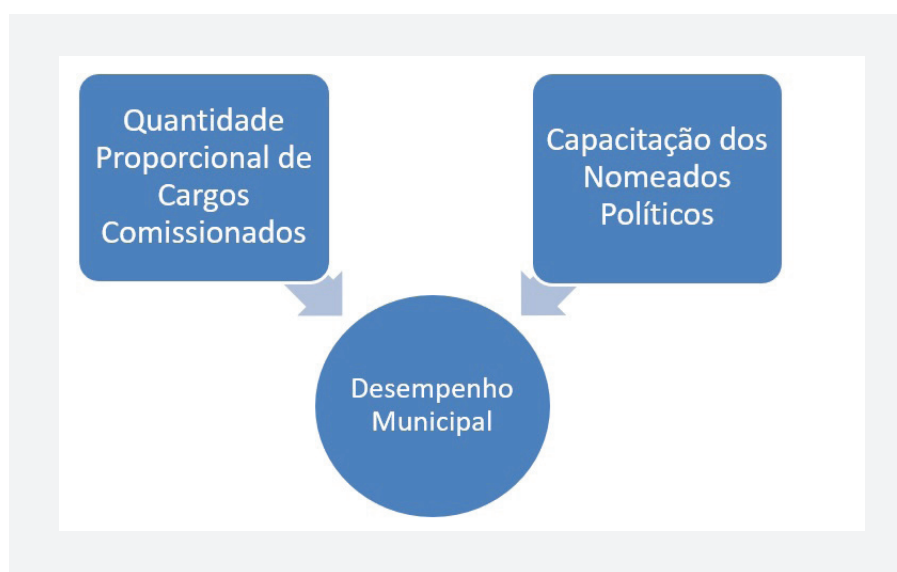 Quantidade
Proporcional de
Cargos
Comissionados
Capacitação dos
Nomeados
Políticos
Desempenho
Municipal